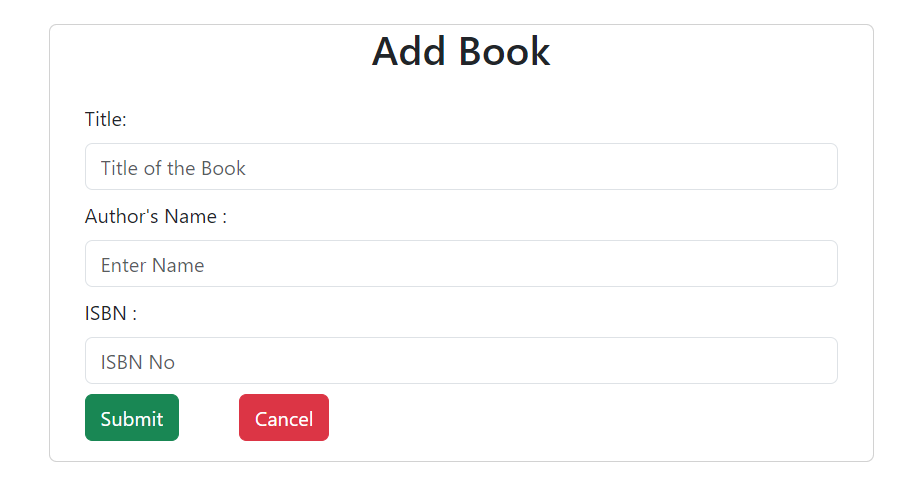 Add Book
Title:
Title of the Book
Author's Name :
Enter Name
ISBN :
ISBN No
Submit Cancel